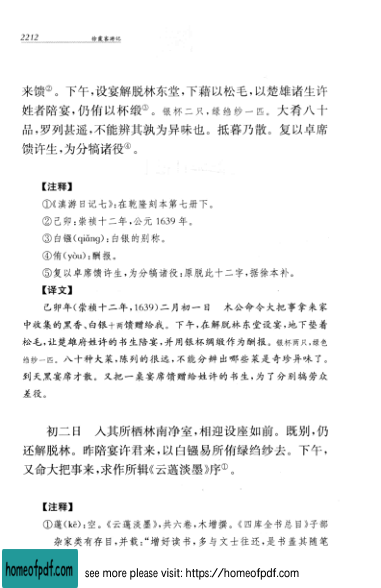 2212
徐霞客游记
来馈②。下午,设宴解脱林东堂,下藉以松毛,以楚雄诸生许
姓者陪宴,仍侑以杯缎③。银杯二只,绿绉纱一匹。大肴八十
品,罗列甚遥,不能辨其孰为异味也。抵暮乃散。复以卓席
馈许生,为分犒诸役④。
【注释】
①《滇游日记七》:在乾隆刻本第七册下。
②己卯:崇祯十二年,公元 1639 年。
③白镪(qiǎng):白银的别称。
④侑(yòu):酬报。
⑤复以卓席馈许生,为分犒诸役:原脱此十二字,据徐本补。
【译文】
己卯年(崇祯十二年,1639)二月初一日 木公命令大把事拿来家
中收集的黑香、白银十两馈赠给我。下午,在解脱林东堂设宴,地下垫着
松毛,让楚雄府姓许的书生陪宴,并用银杯绸缎作为酬报。银杯两只,绿色
绉纱一匹。八十种大菜,陈列的很远,不能分辨出哪些菜是奇珍异味了。
到天黑宴席才散。又把一桌宴席馈赠给姓许的书生,为了分别犒劳众
差役。
初二日 入其所栖林南净室,相迎设座如前。既别,仍
还解脱林。昨陪宴许君来,以白镪易所侑绿绉纱去。下午,
又命大把事来,求作所辑《云薖淡墨》序①。
【注释】
①薖(kē):空。《云薖淡墨》,共六卷,木增撰。《四库全书总目》子部
杂家类有存目,并载:“增好读书,多与文士往还,是书盖其随笔
homeofpdf.com
see more please visit: https://homeofpdf.com